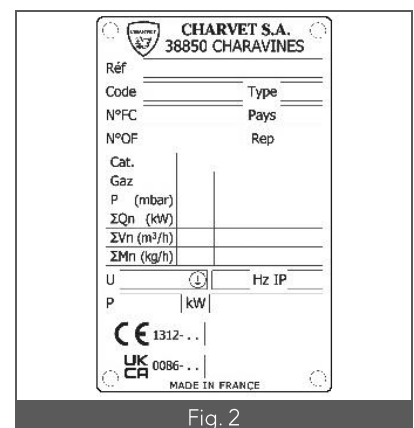 CHARVET
CHARVET S.A.
38850 CHARAVINES
Réf
Code Type
N°FC Pays
N°OF Rep
Cat.
Gaz
P (mbar)
ΣQn (kW)
ΣVn (m³/h)
ΣMn (kg/h)
U Hz IP
P kW
CE 1312-..
UK CA 0086-..
MADE IN FRANCE
Fig. 2